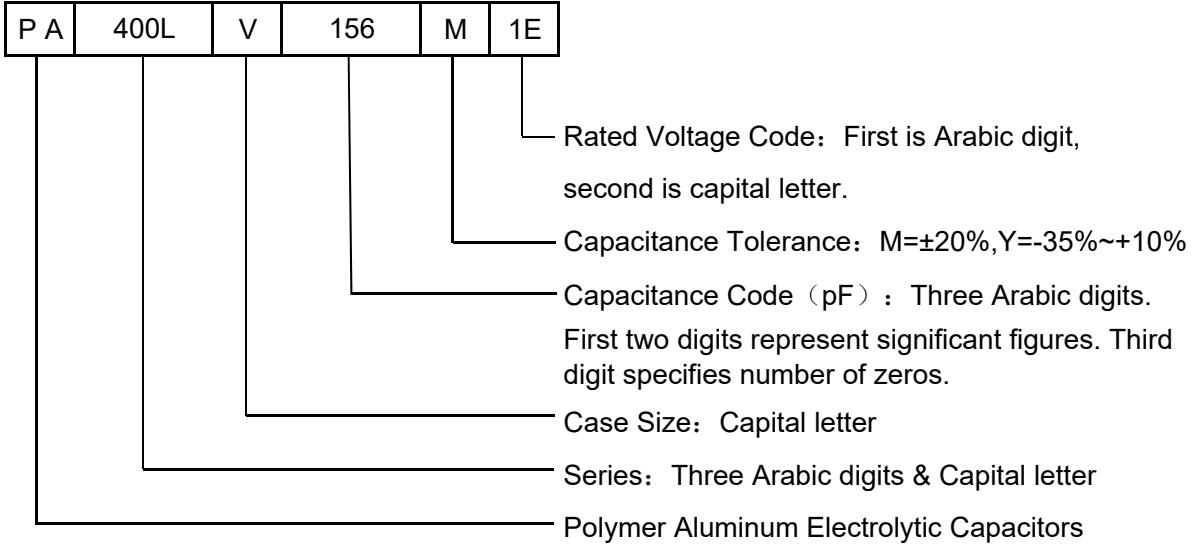 P A 400L V 156 M 1E
Rated Voltage Code：First is Arabic digit,
second is capital letter.
Capacitance Tolerance：M=±20%,Y=-35%~+10%
Capacitance Code（pF）：Three Arabic digits.
First two digits represent significant figures. Third
digit specifies number of zeros.
Case Size：Capital letter
Series：Three Arabic digits & Capital letter
Polymer Aluminum Electrolytic Capacitors